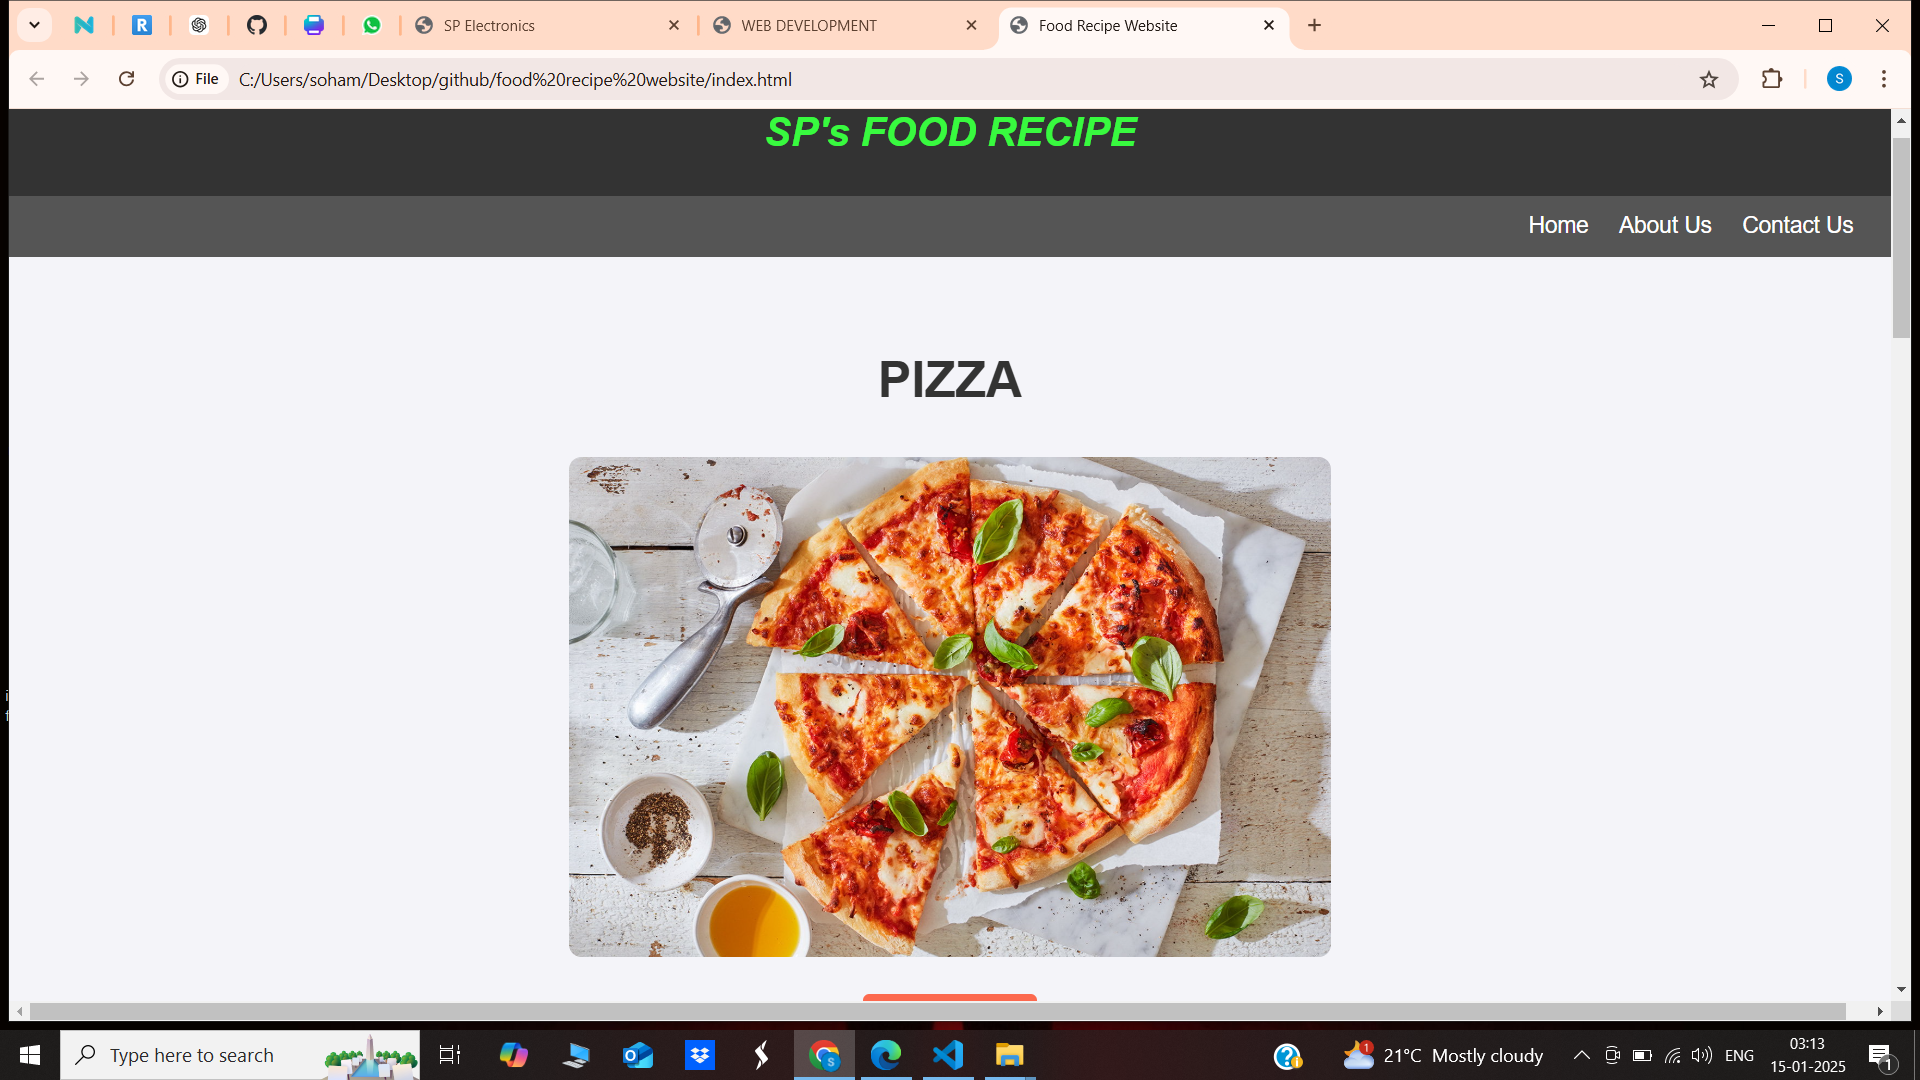 SP Electronics
WEB DEVELOPMENT
Food Recipe Website
File
C:/Users/soham/Desktop/github/food%20recipe%20website/index.html
S
SP's FOOD RECIPE
Home
About Us
Contact Us
PIZZA
Type here to search
21°C Mostly cloudy
ENG
03:13
15-01-2025
1